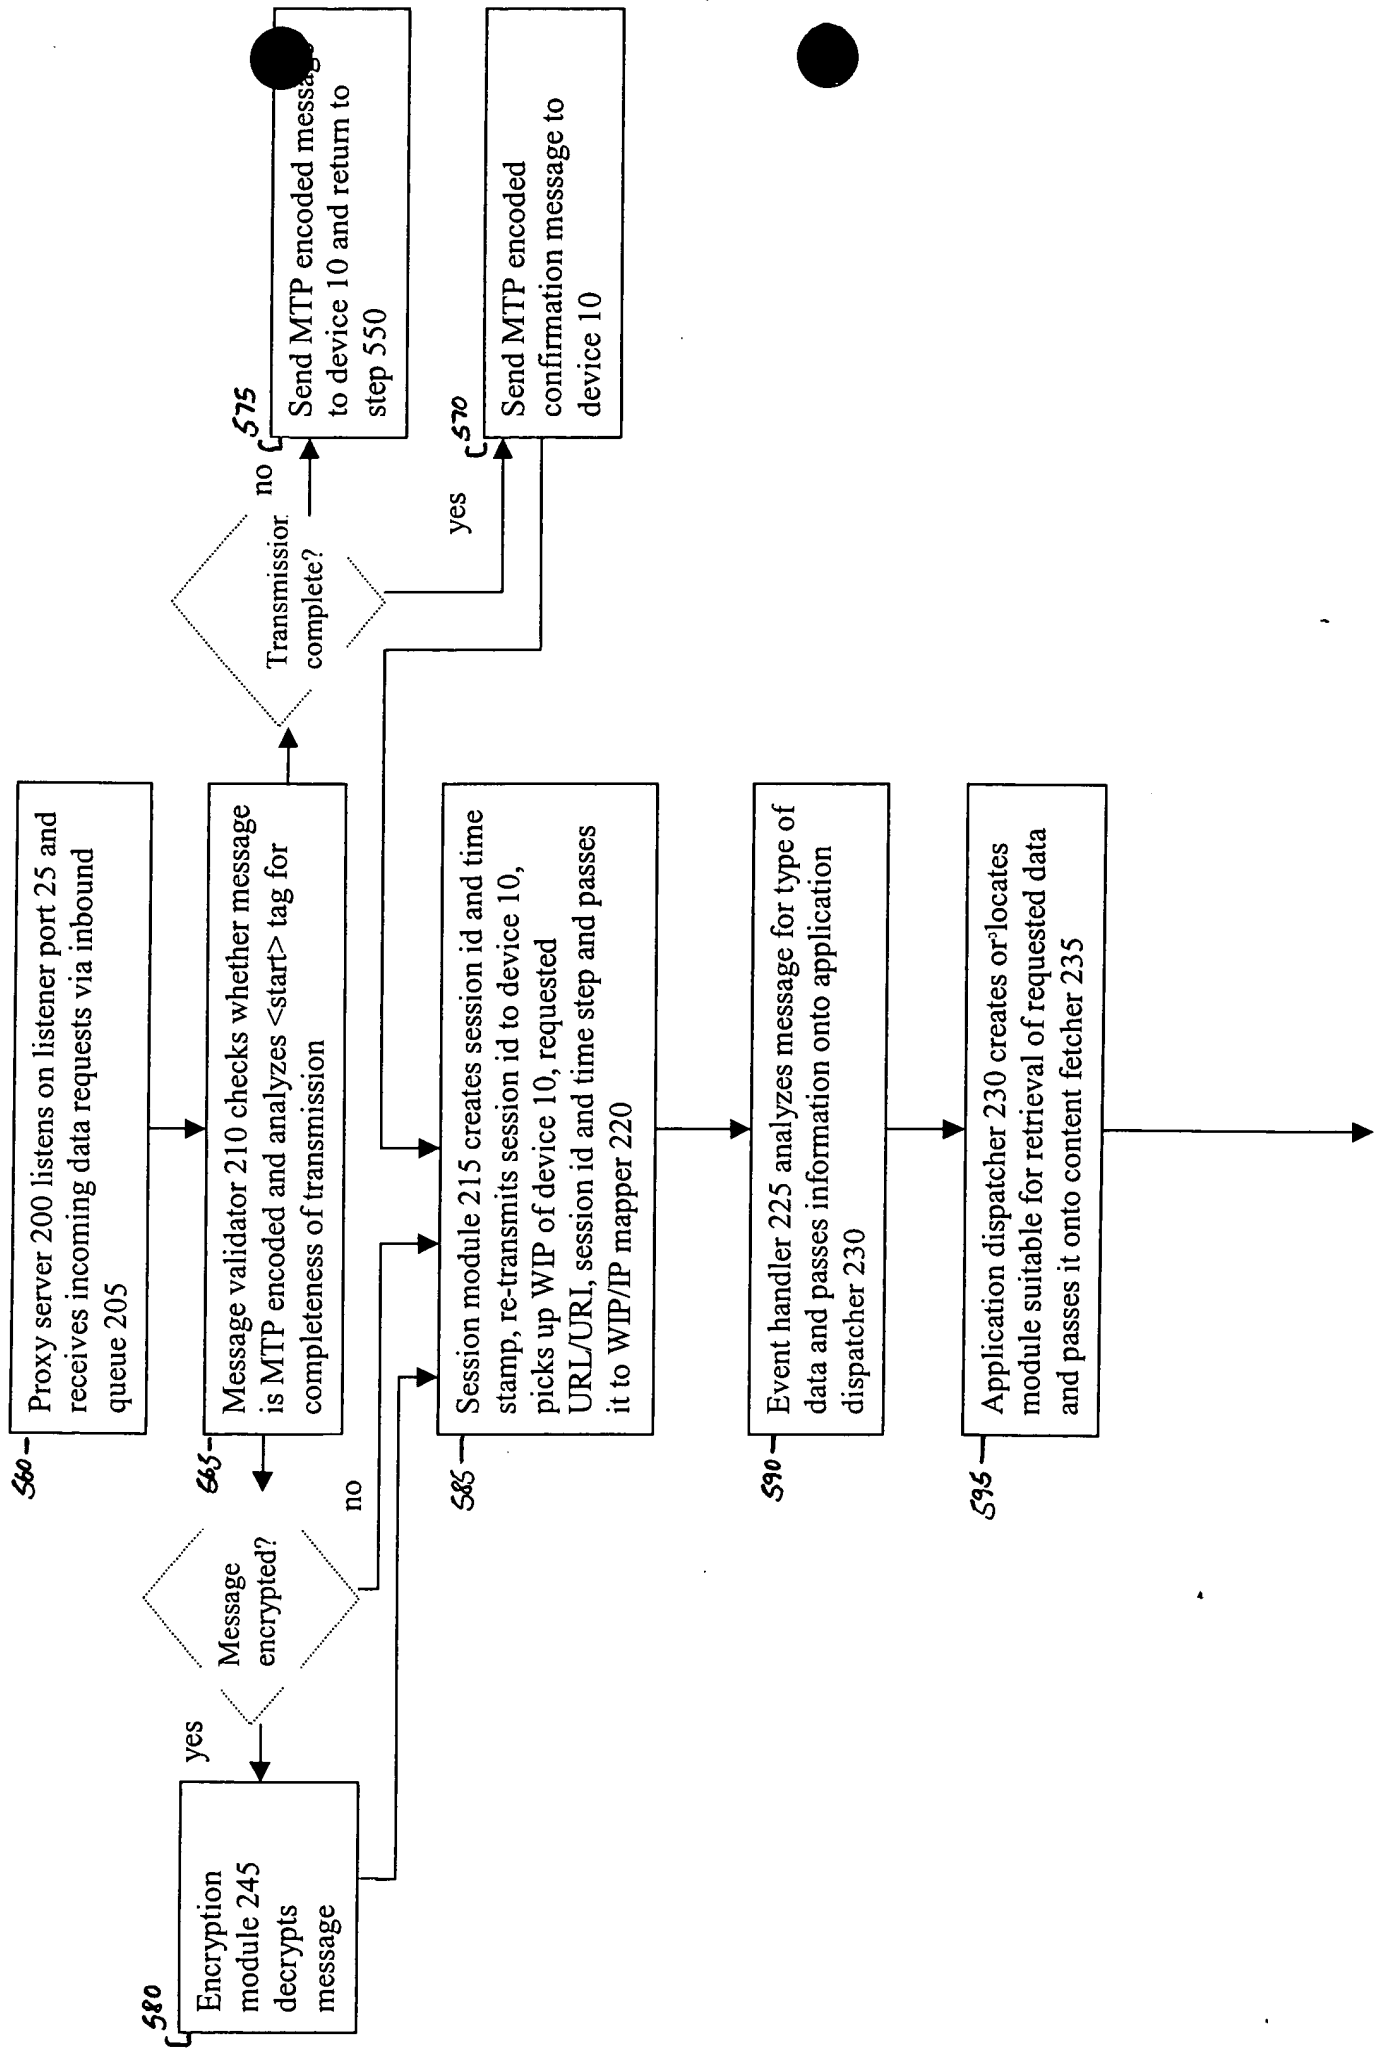 560
Proxy server 200 listens on listener port 25 and
receives incoming data requests via inbound
queue 205
565
Message validator 210 checks whether message
is MTP encoded and analyzes <start> tag for
completeness of transmission
Message
encrypted?
yes
no
580
Encryption
module 245
decrypts
message
Transmission
complete?
no
yes
575
Send MTP encoded message
to device 10 and return to
step 550
570
Send MTP encoded
confirmation message to
device 10
585
Session module 215 creates session id and time
stamp, re-transmits session id to device 10,
picks up WIP of device 10, requested
URL/URI, session id and time step and passes
it to WIP/IP mapper 220
590
Event handler 225 analyzes message for type of
data and passes information onto application
dispatcher 230
595
Application dispatcher 230 creates or locates
module suitable for retrieval of requested data
and passes it onto content fetcher 235